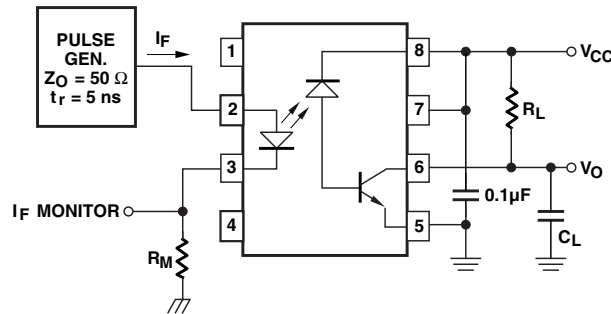 PULSE
GEN.
Z_O = 50 Ω
t_r = 5 ns
I_F
1
2
3
4
8
7
6
5
V_CC
R_L
V_O
0.1µF
C_L
I_F MONITOR
R_M